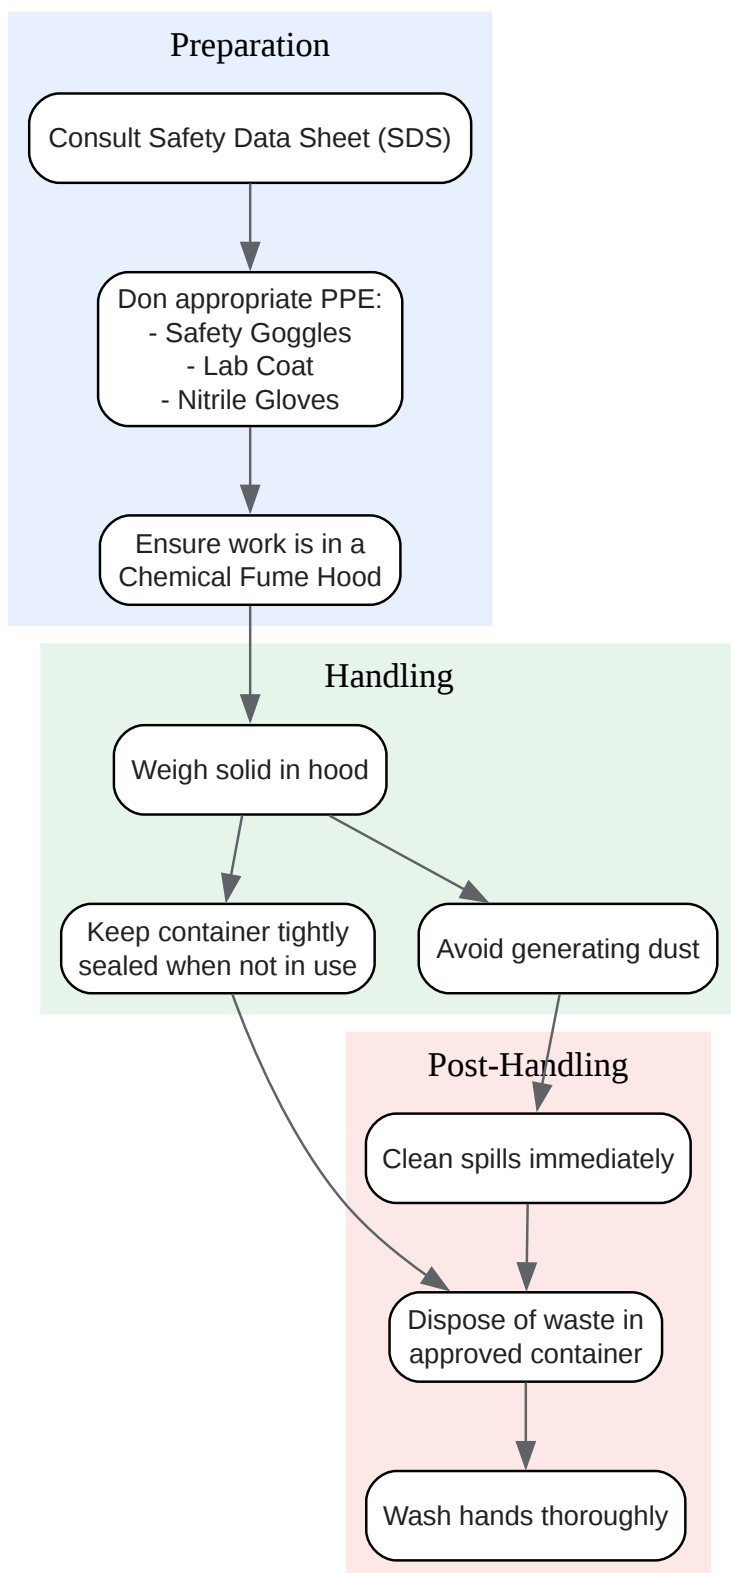 Preparation
Consult Safety Data Sheet (SDS)
Don appropriate PPE:
- Safety Goggles
- Lab Coat
- Nitrile Gloves
Ensure work is in a
Chemical Fume Hood
Handling
Weigh solid in hood
Keep container tightly
sealed when not in use
Avoid generating dust
Post-Handling
Clean spills immediately
Dispose of waste in
approved container
Wash hands thoroughly